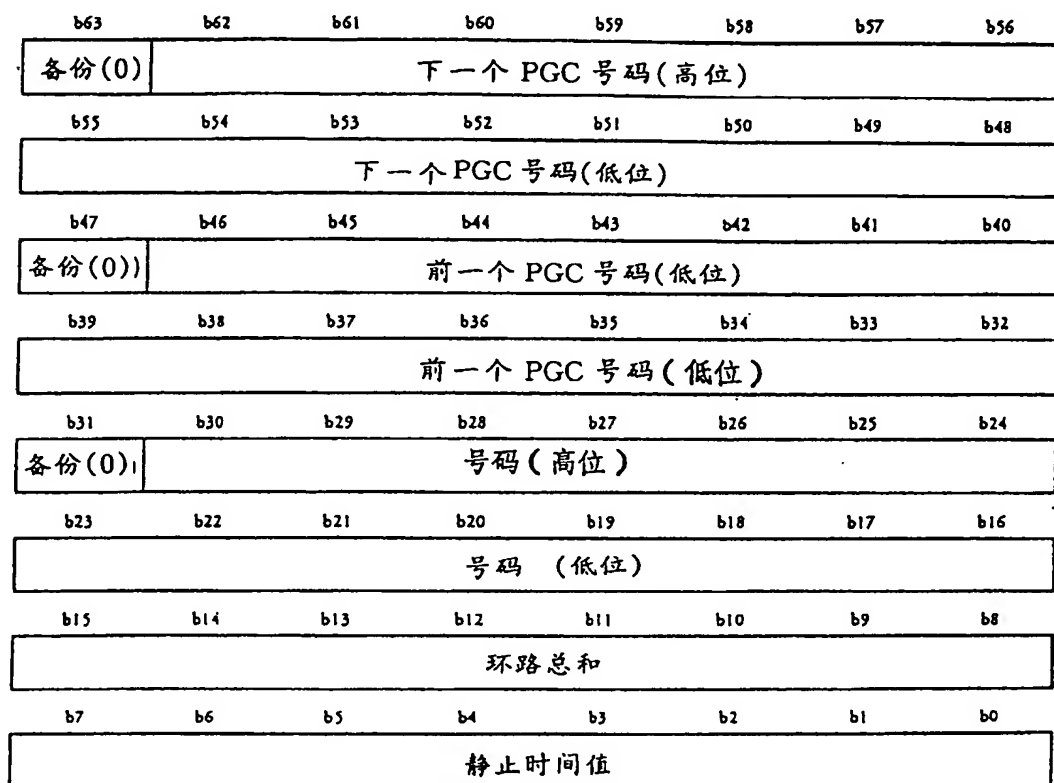 b63 b62 b61 b60 b59 b58 b57 b56
备份(0) 下一个 PGC 号码(高位)
b55 b54 b53 b52 b51 b50 b49 b48
下一个 PGC 号码(低位)
b47 b46 b45 b44 b43 b42 b41 b40
备份(0)) 前一个 PGC 号码(低位)
b39 b38 b37 b36 b35 b34 b33 b32
前一个 PGC 号码(低位)
b31 b30 b29 b28 b27 b26 b25 b24
备份(0) 号码(高位)
b23 b22 b21 b20 b19 b18 b17 b16
号码 (低位)
b15 b14 b13 b12 b11 b10 b9 b8
环路总和
b7 b6 b5 b4 b3 b2 b1 b0
静止时间值